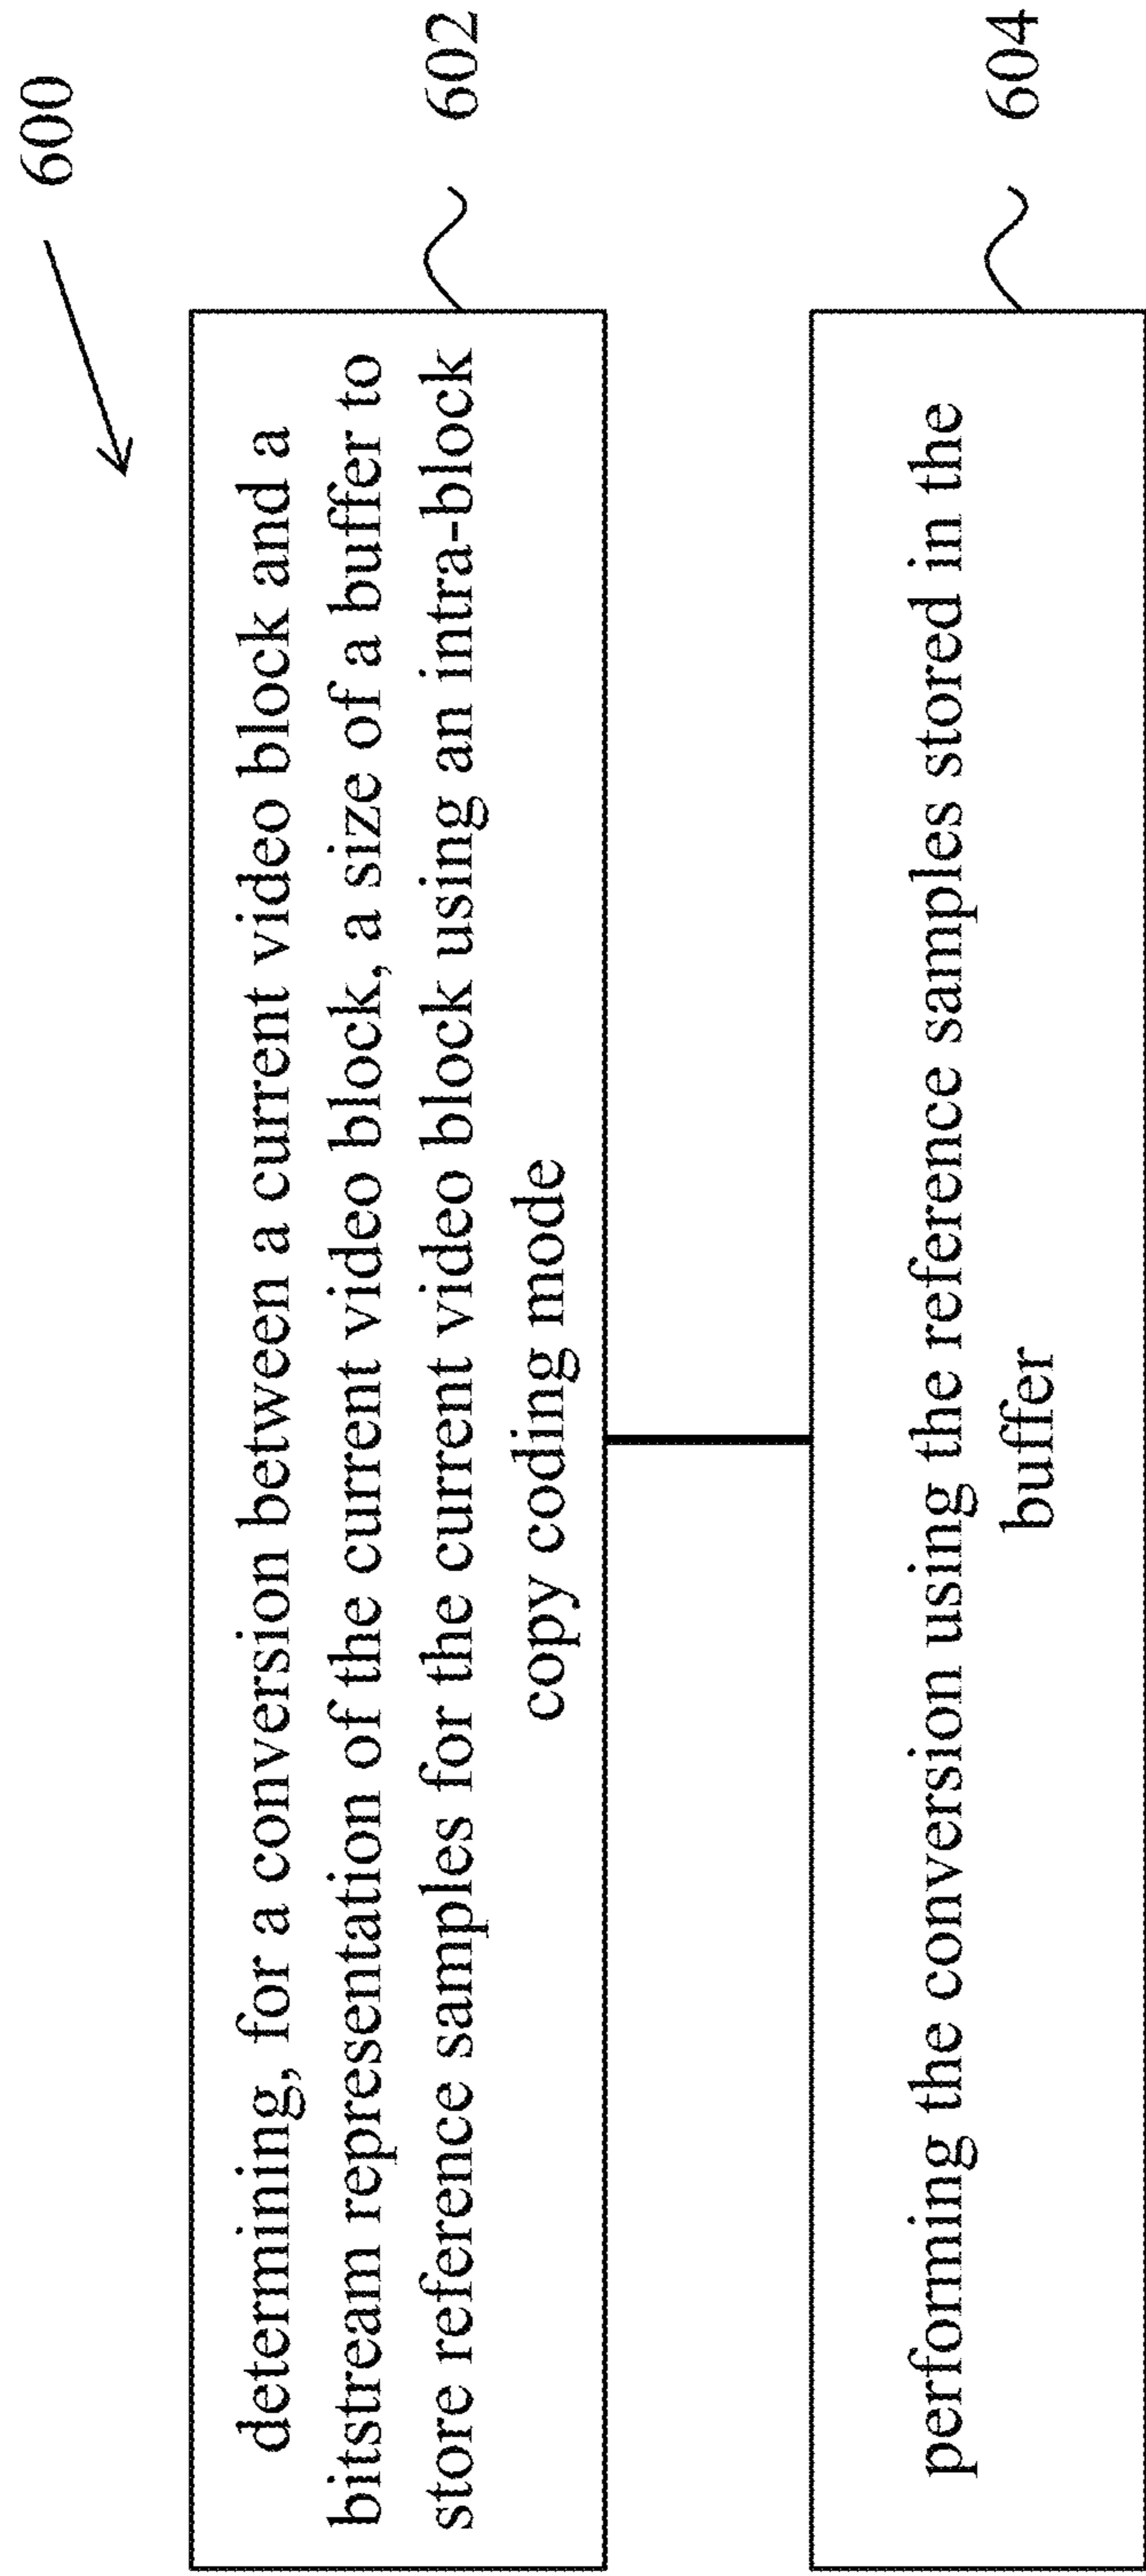 600
determining, for a conversion between a current video block and a
bitstream representation of the current video block, a size of a buffer to
store reference samples for the current video block using an intra-block
copy coding mode
602
performing the conversion using the reference samples stored in the
buffer
604